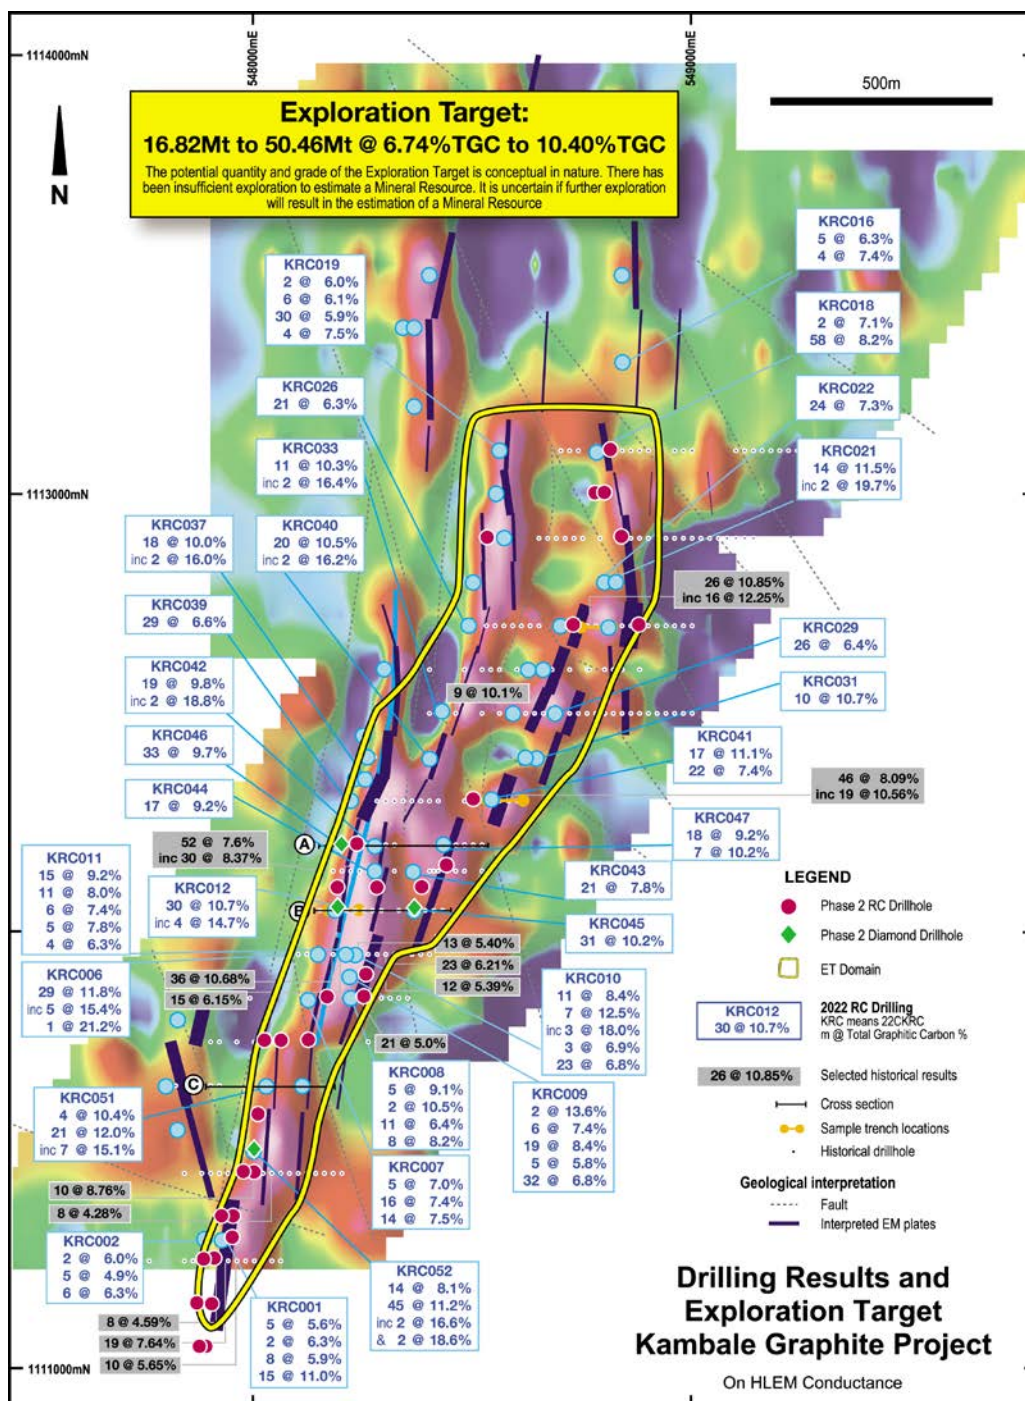 1114000mN
548000mE
549000mE
500m
N
Exploration Target:
16.82Mt to 50.46Mt @ 6.74%TGC to 10.40%TGC
The potential quantity and grade of the Exploration Target is conceptual in nature. There has
been insufficient exploration to estimate a Mineral Resource. It is uncertain if further exploration
will result in the estimation of a Mineral Resource
KRC016
5 @ 6.3%
4 @ 7.4%
KRC019
2 @ 6.0%
6 @ 6.1%
30 @ 5.9%
4 @ 7.5%
KRC018
2 @ 7.1%
58 @ 8.2%
KRC026
21 @ 6.3%
KRC022
24 @ 7.3%
KRC033
11 @ 10.3%
inc 2 @ 16.4%
KRC021
14 @ 11.5%
inc 2 @ 19.7%
1113000mN
KRC037
18 @ 10.0%
inc 2 @ 16.0%
KRC040
20 @ 10.5%
inc 2 @ 16.2%
26 @ 10.85%
inc 16 @ 12.25%
KRC039
29 @ 6.6%
KRC029
26 @ 6.4%
KRC042
19 @ 9.8%
inc 2 @ 18.8%
9 @ 10.1%
KRC031
10 @ 10.7%
KRC046
33 @ 9.7%
KRC041
17 @ 11.1%
22 @ 7.4%
KRC044
17 @ 9.2%
46 @ 8.09%
inc 19 @ 10.56%
52 @ 7.6%
inc 30 @ 8.37%
A
KRC047
18 @ 9.2%
7 @ 10.2%
KRC011
15 @ 9.2%
11 @ 8.0%
6 @ 7.4%
5 @ 7.8%
4 @ 6.3%
KRC012
30 @ 10.7%
inc 4 @ 14.7%
B
KRC043
21 @ 7.8%
KRC045
31 @ 10.2%
13 @ 5.40%
23 @ 6.21%
12 @ 5.39%
KRC006
29 @ 11.8%
inc 5 @ 15.4%
1 @ 21.2%
36 @ 10.68%
15 @ 6.15%
KRC010
11 @ 8.4%
7 @ 12.5%
inc 3 @ 18.0%
3 @ 6.9%
23 @ 6.8%
21 @ 5.0%
C
KRC051
4 @ 10.4%
21 @ 12.0%
inc 7 @ 15.1%
KRC008
5 @ 9.1%
2 @ 10.5%
11 @ 6.4%
8 @ 8.2%
KRC009
2 @ 13.6%
6 @ 7.4%
19 @ 8.4%
5 @ 5.8%
32 @ 6.8%
KRC007
5 @ 7.0%
16 @ 7.4%
14 @ 7.5%
10 @ 8.76%
8 @ 4.28%
KRC002
2 @ 6.0%
5 @ 4.9%
6 @ 6.3%
KRC052
14 @ 8.1%
45 @ 11.2%
inc 2 @ 16.6%
& 2 @ 18.6%
KRC001
5 @ 5.6%
2 @ 6.3%
8 @ 5.9%
15 @ 11.0%
8 @ 4.59%
19 @ 7.64%
10 @ 5.65%
1111000mN
LEGEND
Phase 2 RC Drillhole
Phase 2 Diamond Drillhole
ET Domain
KRC012
30 @ 10.7%
2022 RC Drilling
KRC means 22CKRC
m @ Total Graphitic Carbon %
26 @ 10.85%
Selected historical results
Cross section
Sample trench locations
Historical drillhole
Geological interpretation
Fault
Interpreted EM plates
Drilling Results and
Exploration Target
Kambale Graphite Project
On HLEM Conductance